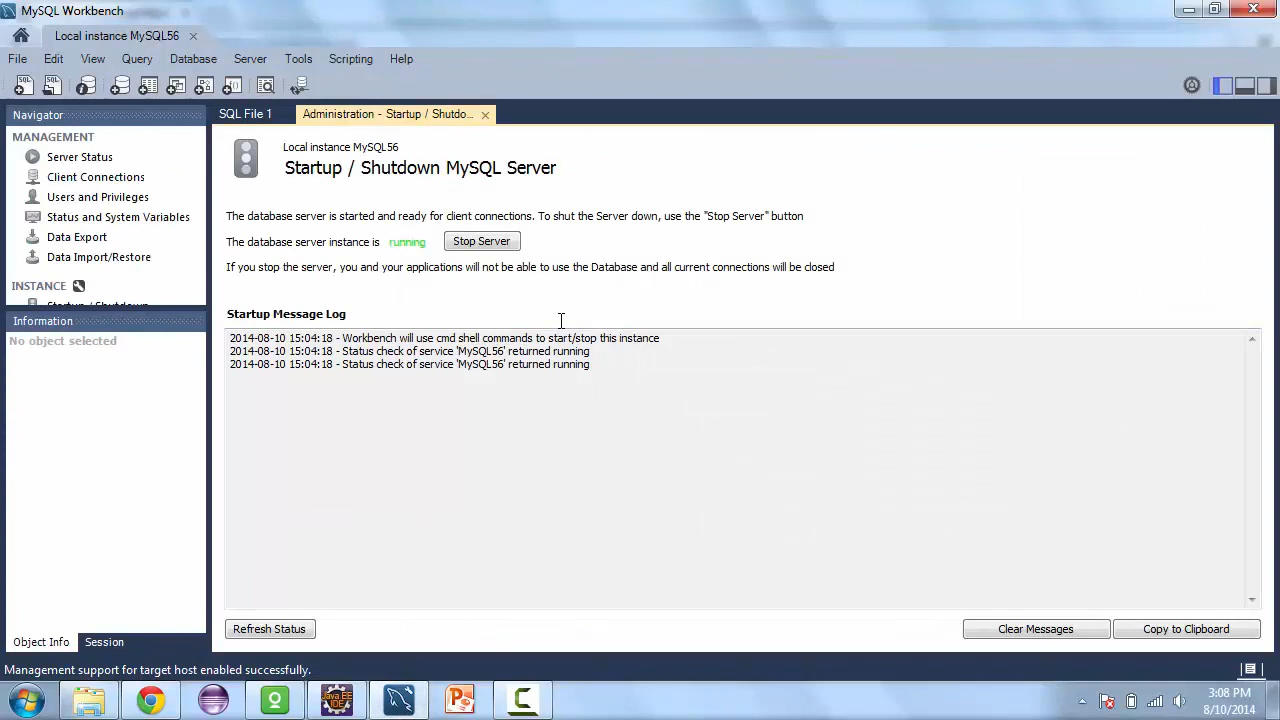 MySQL Workbench
Local instance MySQL56
File Edit View Query Database Server Tools Scripting Help
Navigator
MANAGEMENT
Server Status
Client Connections
Users and Privileges
Status and System Variables
Data Export
Data Import/Restore
INSTANCE
Startup / Shutdown
Information
No object selected
Object Info Session
SQL File 1 Administration - Startup / Shutdo...
Local instance MySQL56
Startup / Shutdown MySQL Server
The database server is started and ready for client connections. To shut the Server down, use the "Stop Server" button
The database server instance is running Stop Server
If you stop the server, you and your applications will not be able to use the Database and all current connections will be closed
Startup Message Log
2014-08-10 15:04:18 - Workbench will use cmd shell commands to start/stop this instance
2014-08-10 15:04:18 - Status check of service 'MySQL56' returned running
2014-08-10 15:04:18 - Status check of service 'MySQL56' returned running
Refresh Status Clear Messages Copy to Clipboard
Management support for target host enabled successfully.
Java EE
IDE
3:08 PM
8/10/2014